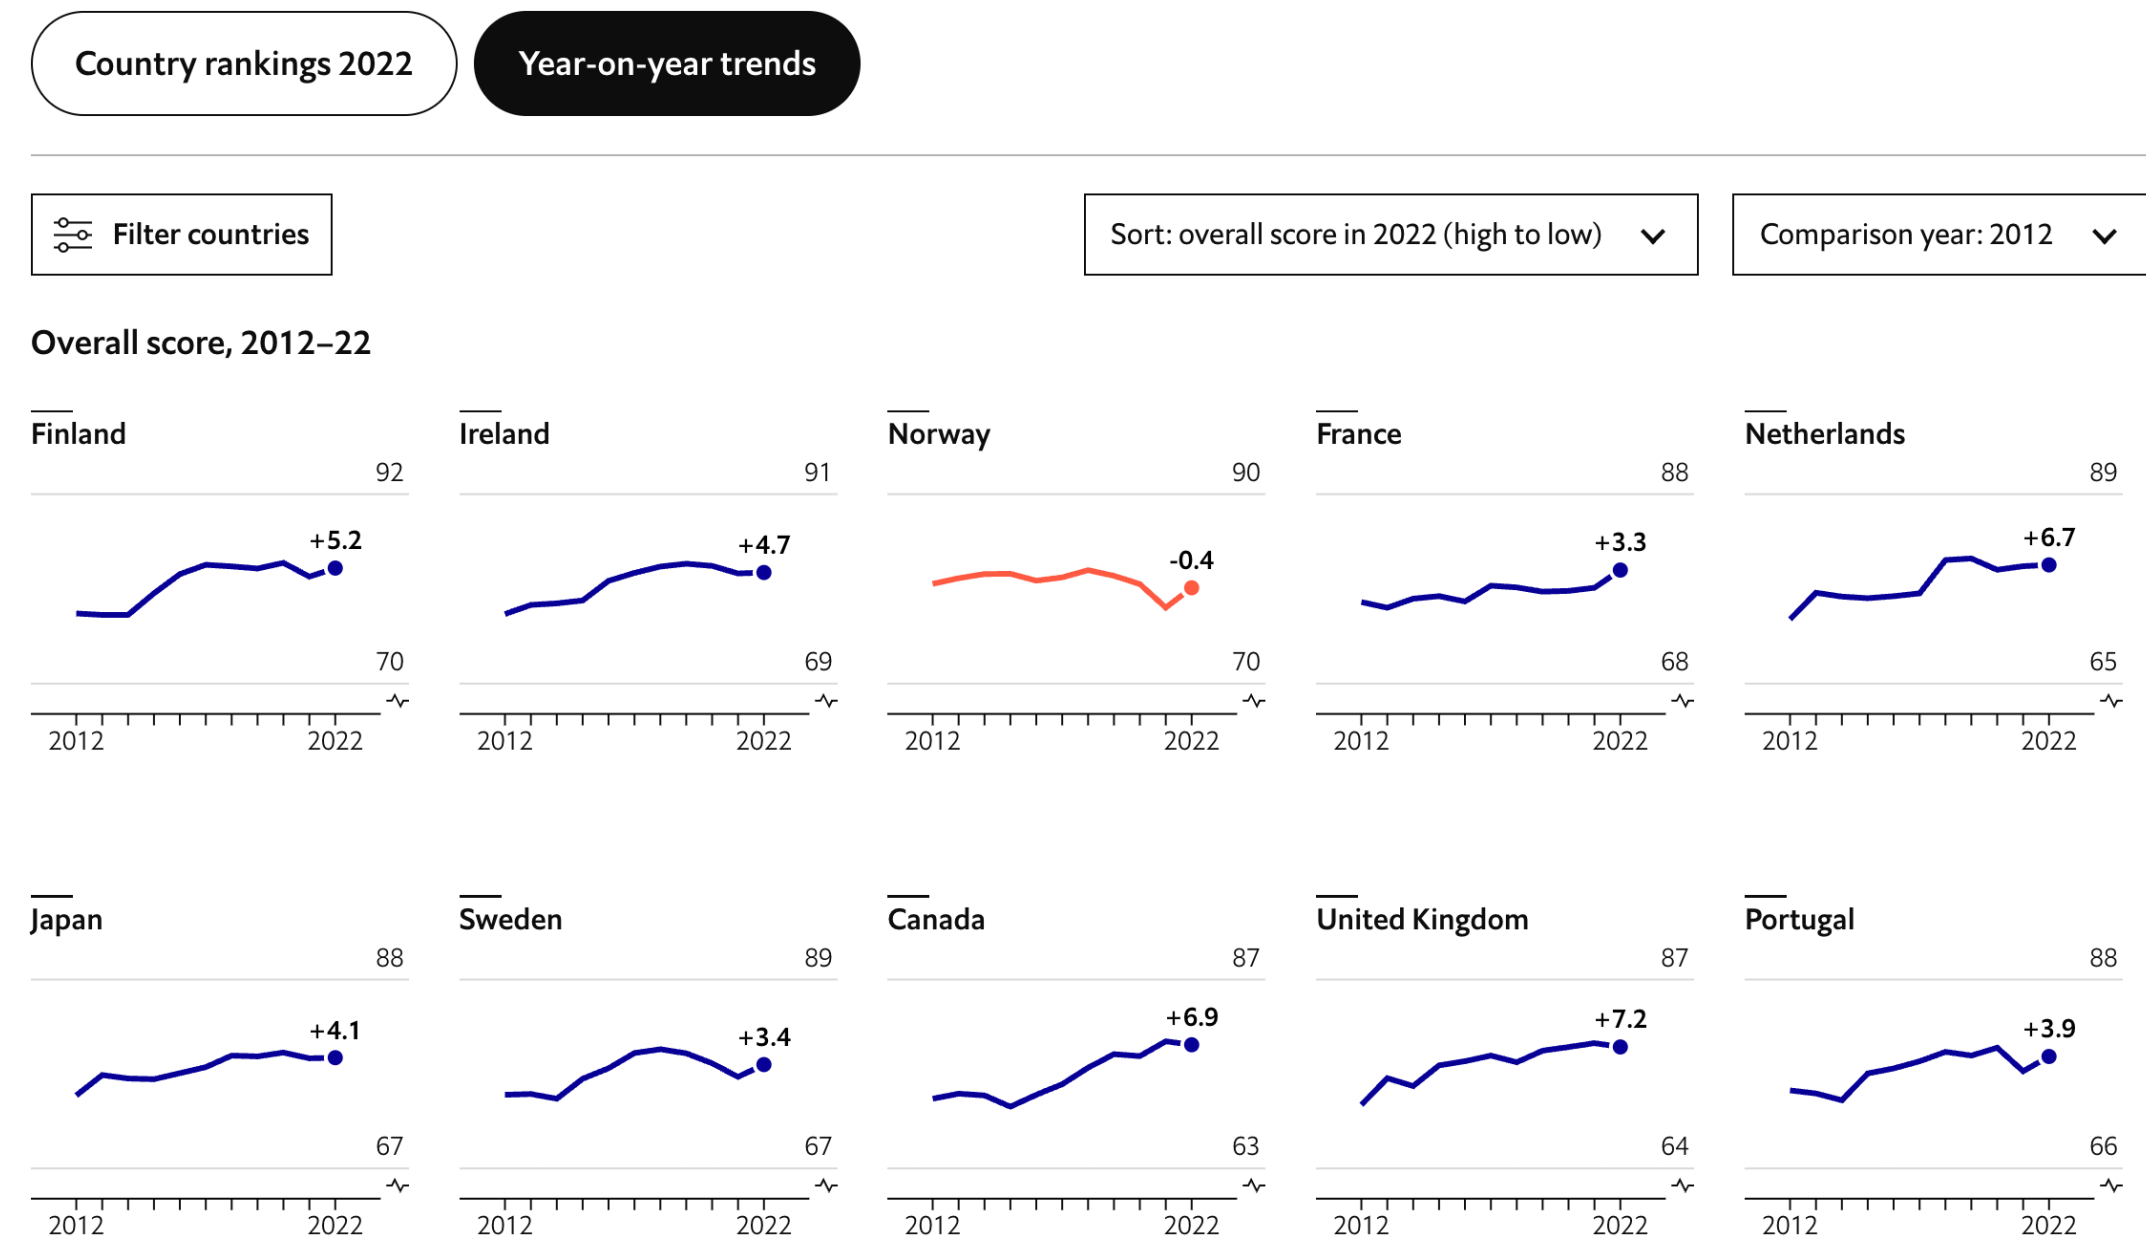 Country rankings 2022
Year-on-year trends
Filter countries
Sort: overall score in 2022 (high to low)
Comparison year: 2012
Overall score, 2012–22
Finland
92
+5.2
70
2012 2022
Ireland
91
+4.7
69
2012 2022
Norway
90
-0.4
70
2012 2022
France
88
+3.3
68
2012 2022
Netherlands
89
+6.7
65
2012 2022
Japan
88
+4.1
67
2012 2022
Sweden
89
+3.4
67
2012 2022
Canada
87
+6.9
63
2012 2022
United Kingdom
87
+7.2
64
2012 2022
Portugal
88
+3.9
66
2012 2022